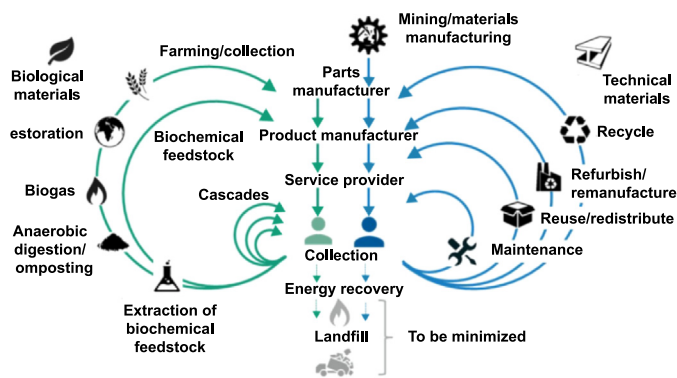 Mining/materials
manufacturing
Farming/collection
Biological
materials
Parts
manufacturer
Technical
materials
estoration
Biochemical
feedstock
Product manufacturer
Recycle
Biogas
Cascades
Service provider
Refurbish/
remanufacture
Reuse/redistribute
Anaerobic
digestion/
omposting
Collection
Maintenance
Energy recovery
Extraction of
biochemical
feedstock
Landfill
To be minimized